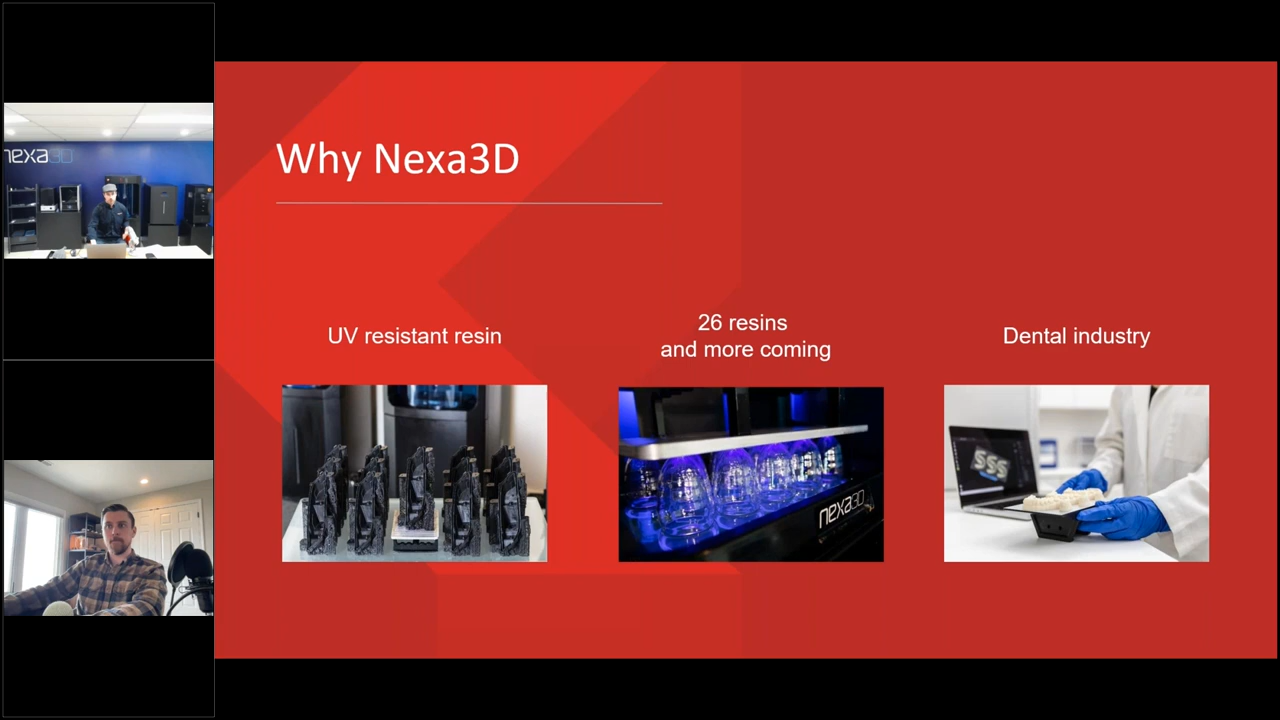 nexa3D
Why Nexa3D
UV resistant resin
26 resins
and more coming
Dental industry
nexa3D